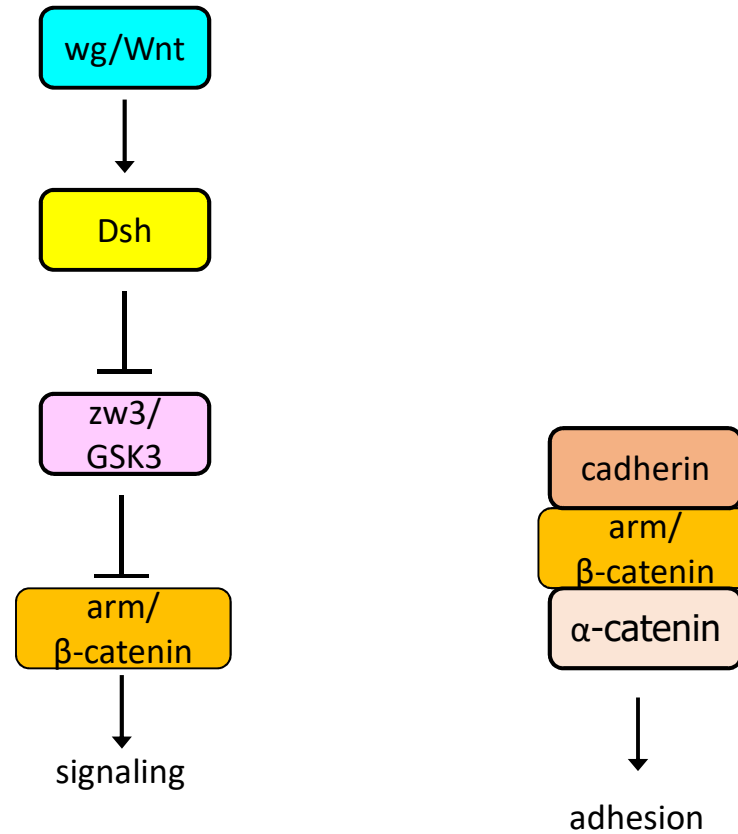 wg/Wnt
Dsh
zw3/
GSK3
arm/
β-catenin
signaling
cadherin
arm/
β-catenin
α-catenin
adhesion